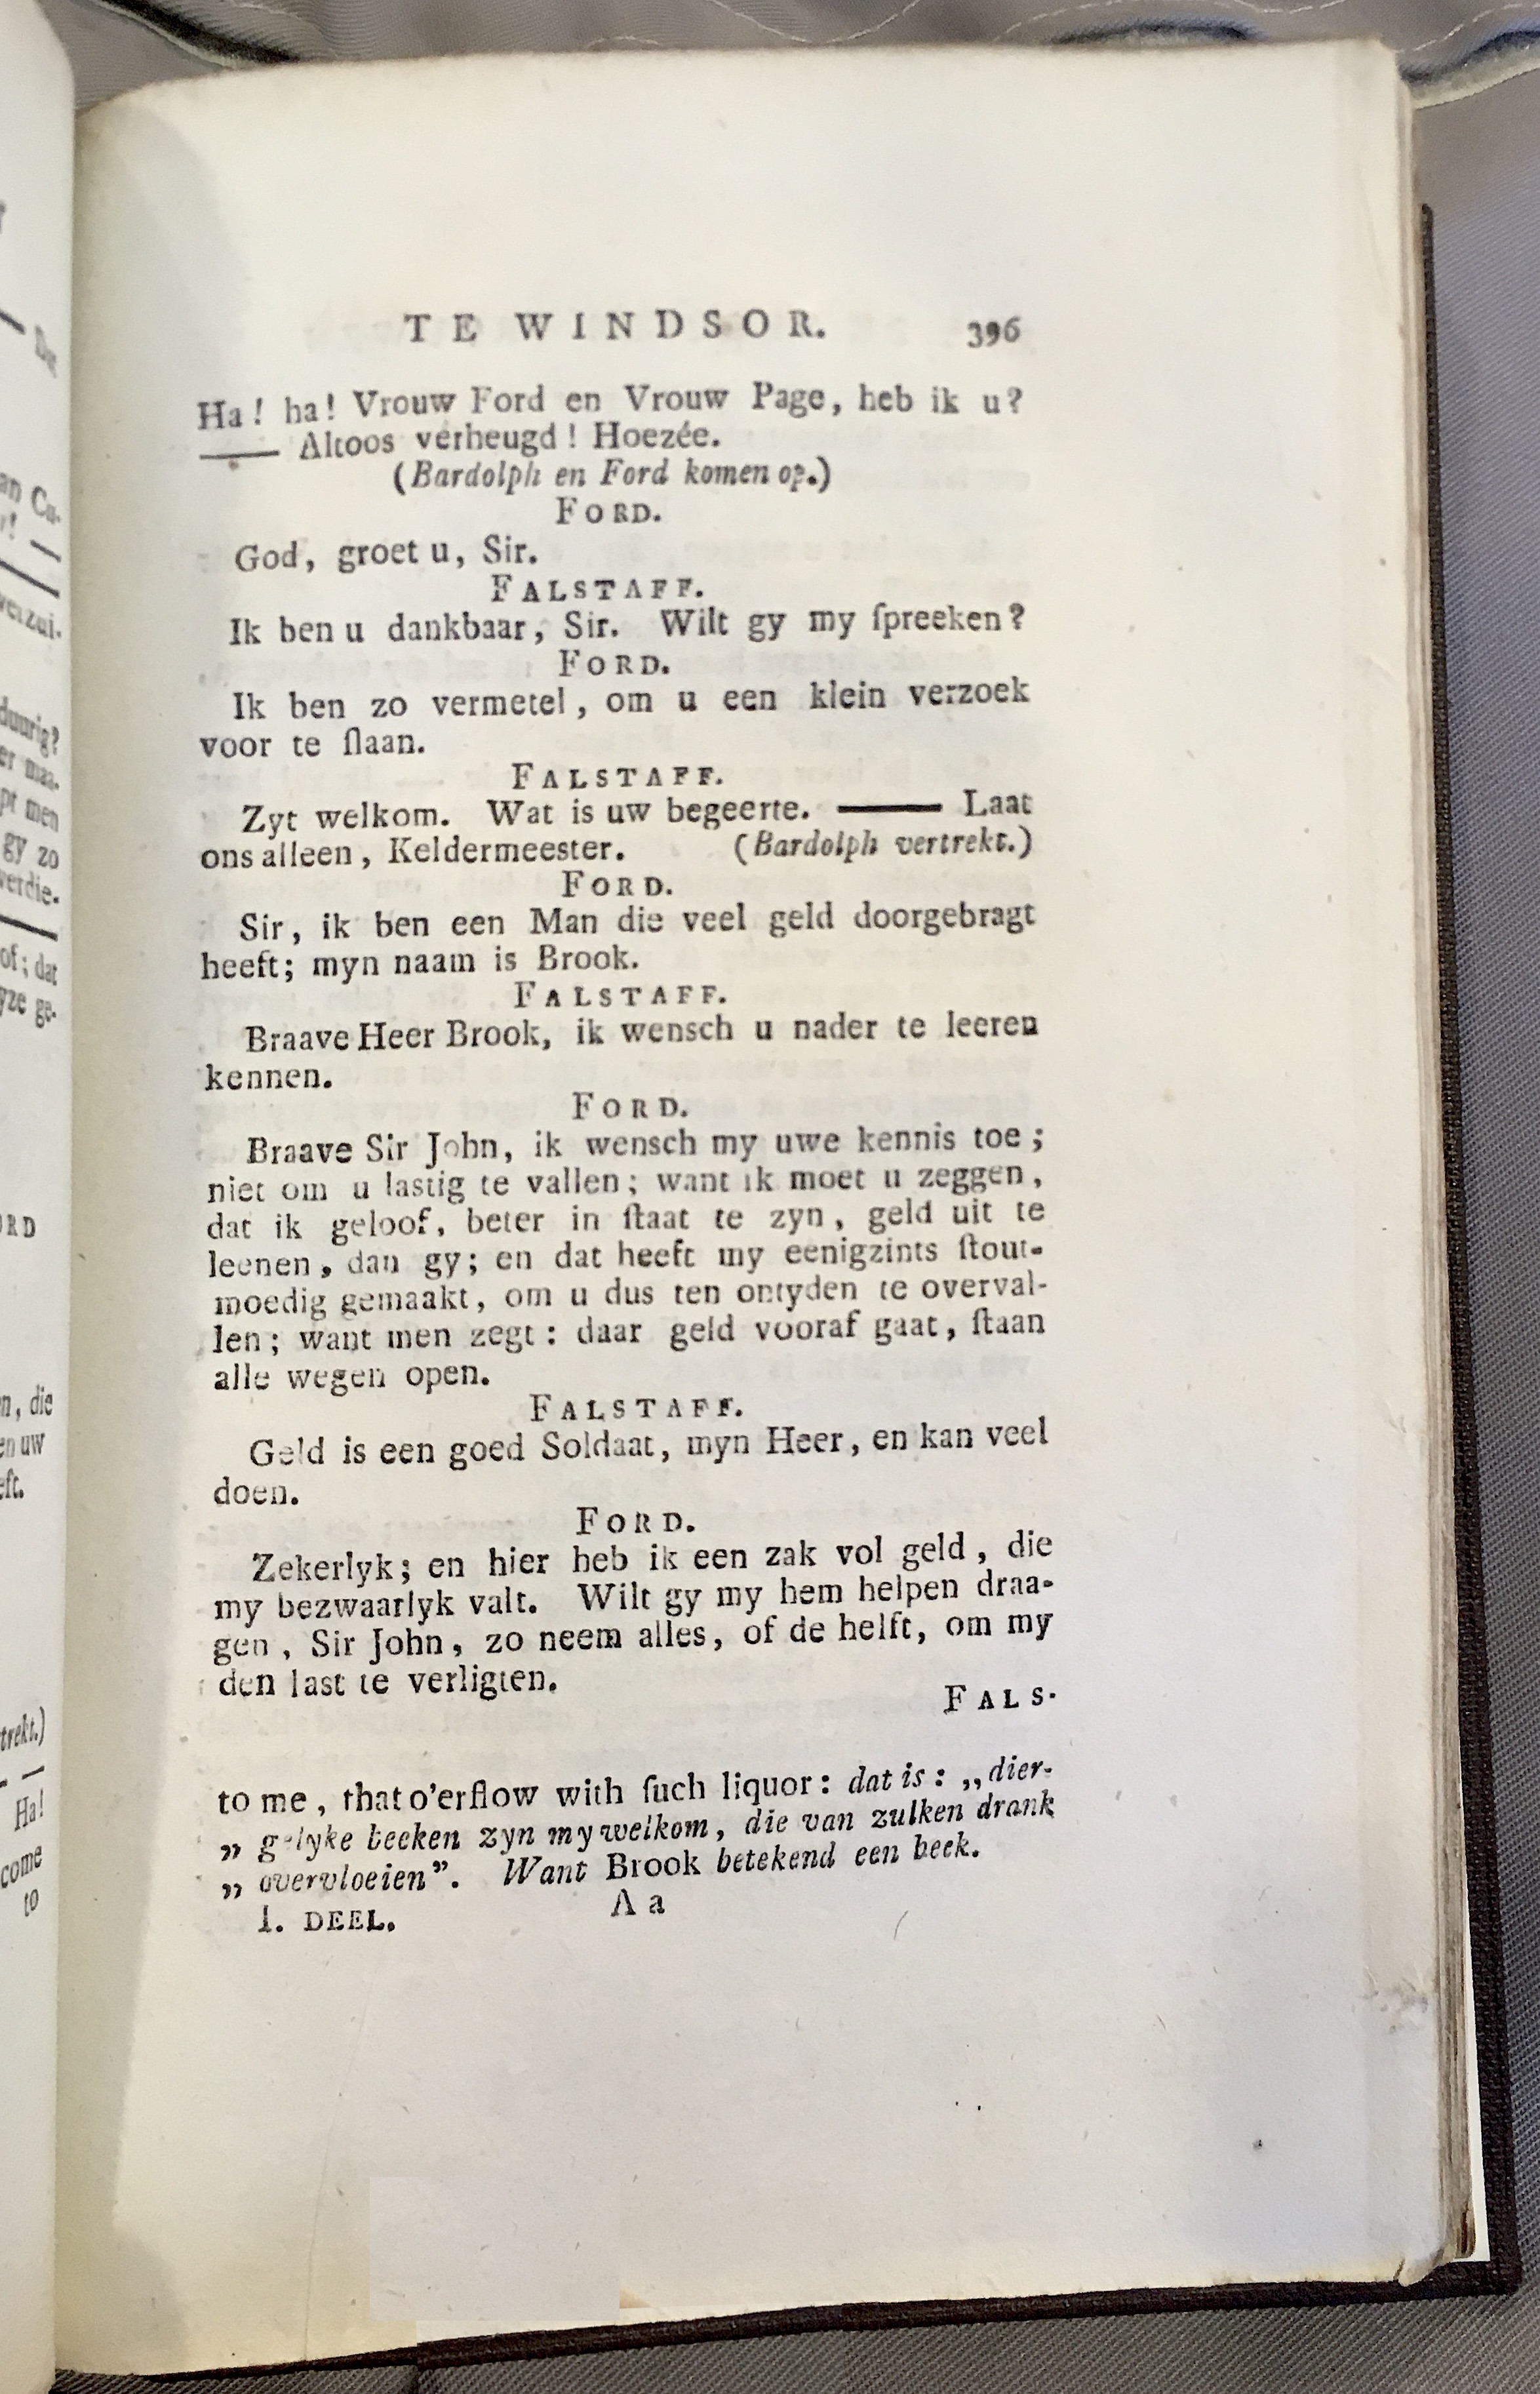 TE WINDSOR. 396
Ha! ha! Vrouw Ford en Vrouw Page, heb ik u?
—— Altoos verheugd! Hoezée.
(Bardolph en Ford komen op.)
FORD.
God, groet u, Sir.
FALSTAFF.
Ik ben u dankbaar, Sir. Wilt gy my ſpreeken?
FORD.
Ik ben zo vermetel, om u een klein verzoek
voor te ſlaan.
FALSTAFF.
Zyt welkom. Wat is uw begeerte. —— Laat
ons alleen, Keldermeester. (Bardolph vertrekt.)
FORD.
Sir, ik ben een Man die veel geld doorgebragt
heeft; myn naam is Brook.
FALSTAFF.
Braave Heer Brook, ik wensch u nader te leeren
kennen.
FORD.
Braave Sir John, ik wensch my uwe kennis toe;
niet om u lastig te vallen; want ik moet u zeggen,
dat ik geloof, beter in ſtaat te zyn, geld uit te
leenen, dan gy; en dat heeft my eenigzints ſtout-
moedig gemaakt, om u dus ten ontyden te overval-
len; want men zegt: daar geld vooraf gaat, ſtaan
alle wegen open.
FALSTAFF.
Geld is een goed Soldaat, myn Heer, en kan veel
doen.
FORD.
Zekerlyk; en hier heb ik een zak vol geld, die
my bezwaarlyk valt. Wilt gy my hem helpen draa-
gen, Sir John, zo neem alles, of de helft, om my
den last te verligten.
FALS-
to me, that o'erflow with ſuch liquor: dat is: „dier-
„ gelyke beeken zyn my welkom, die van zulken drank
„ overvloeien”. Want Brook betekend een beek.
I. DEEL. Aa